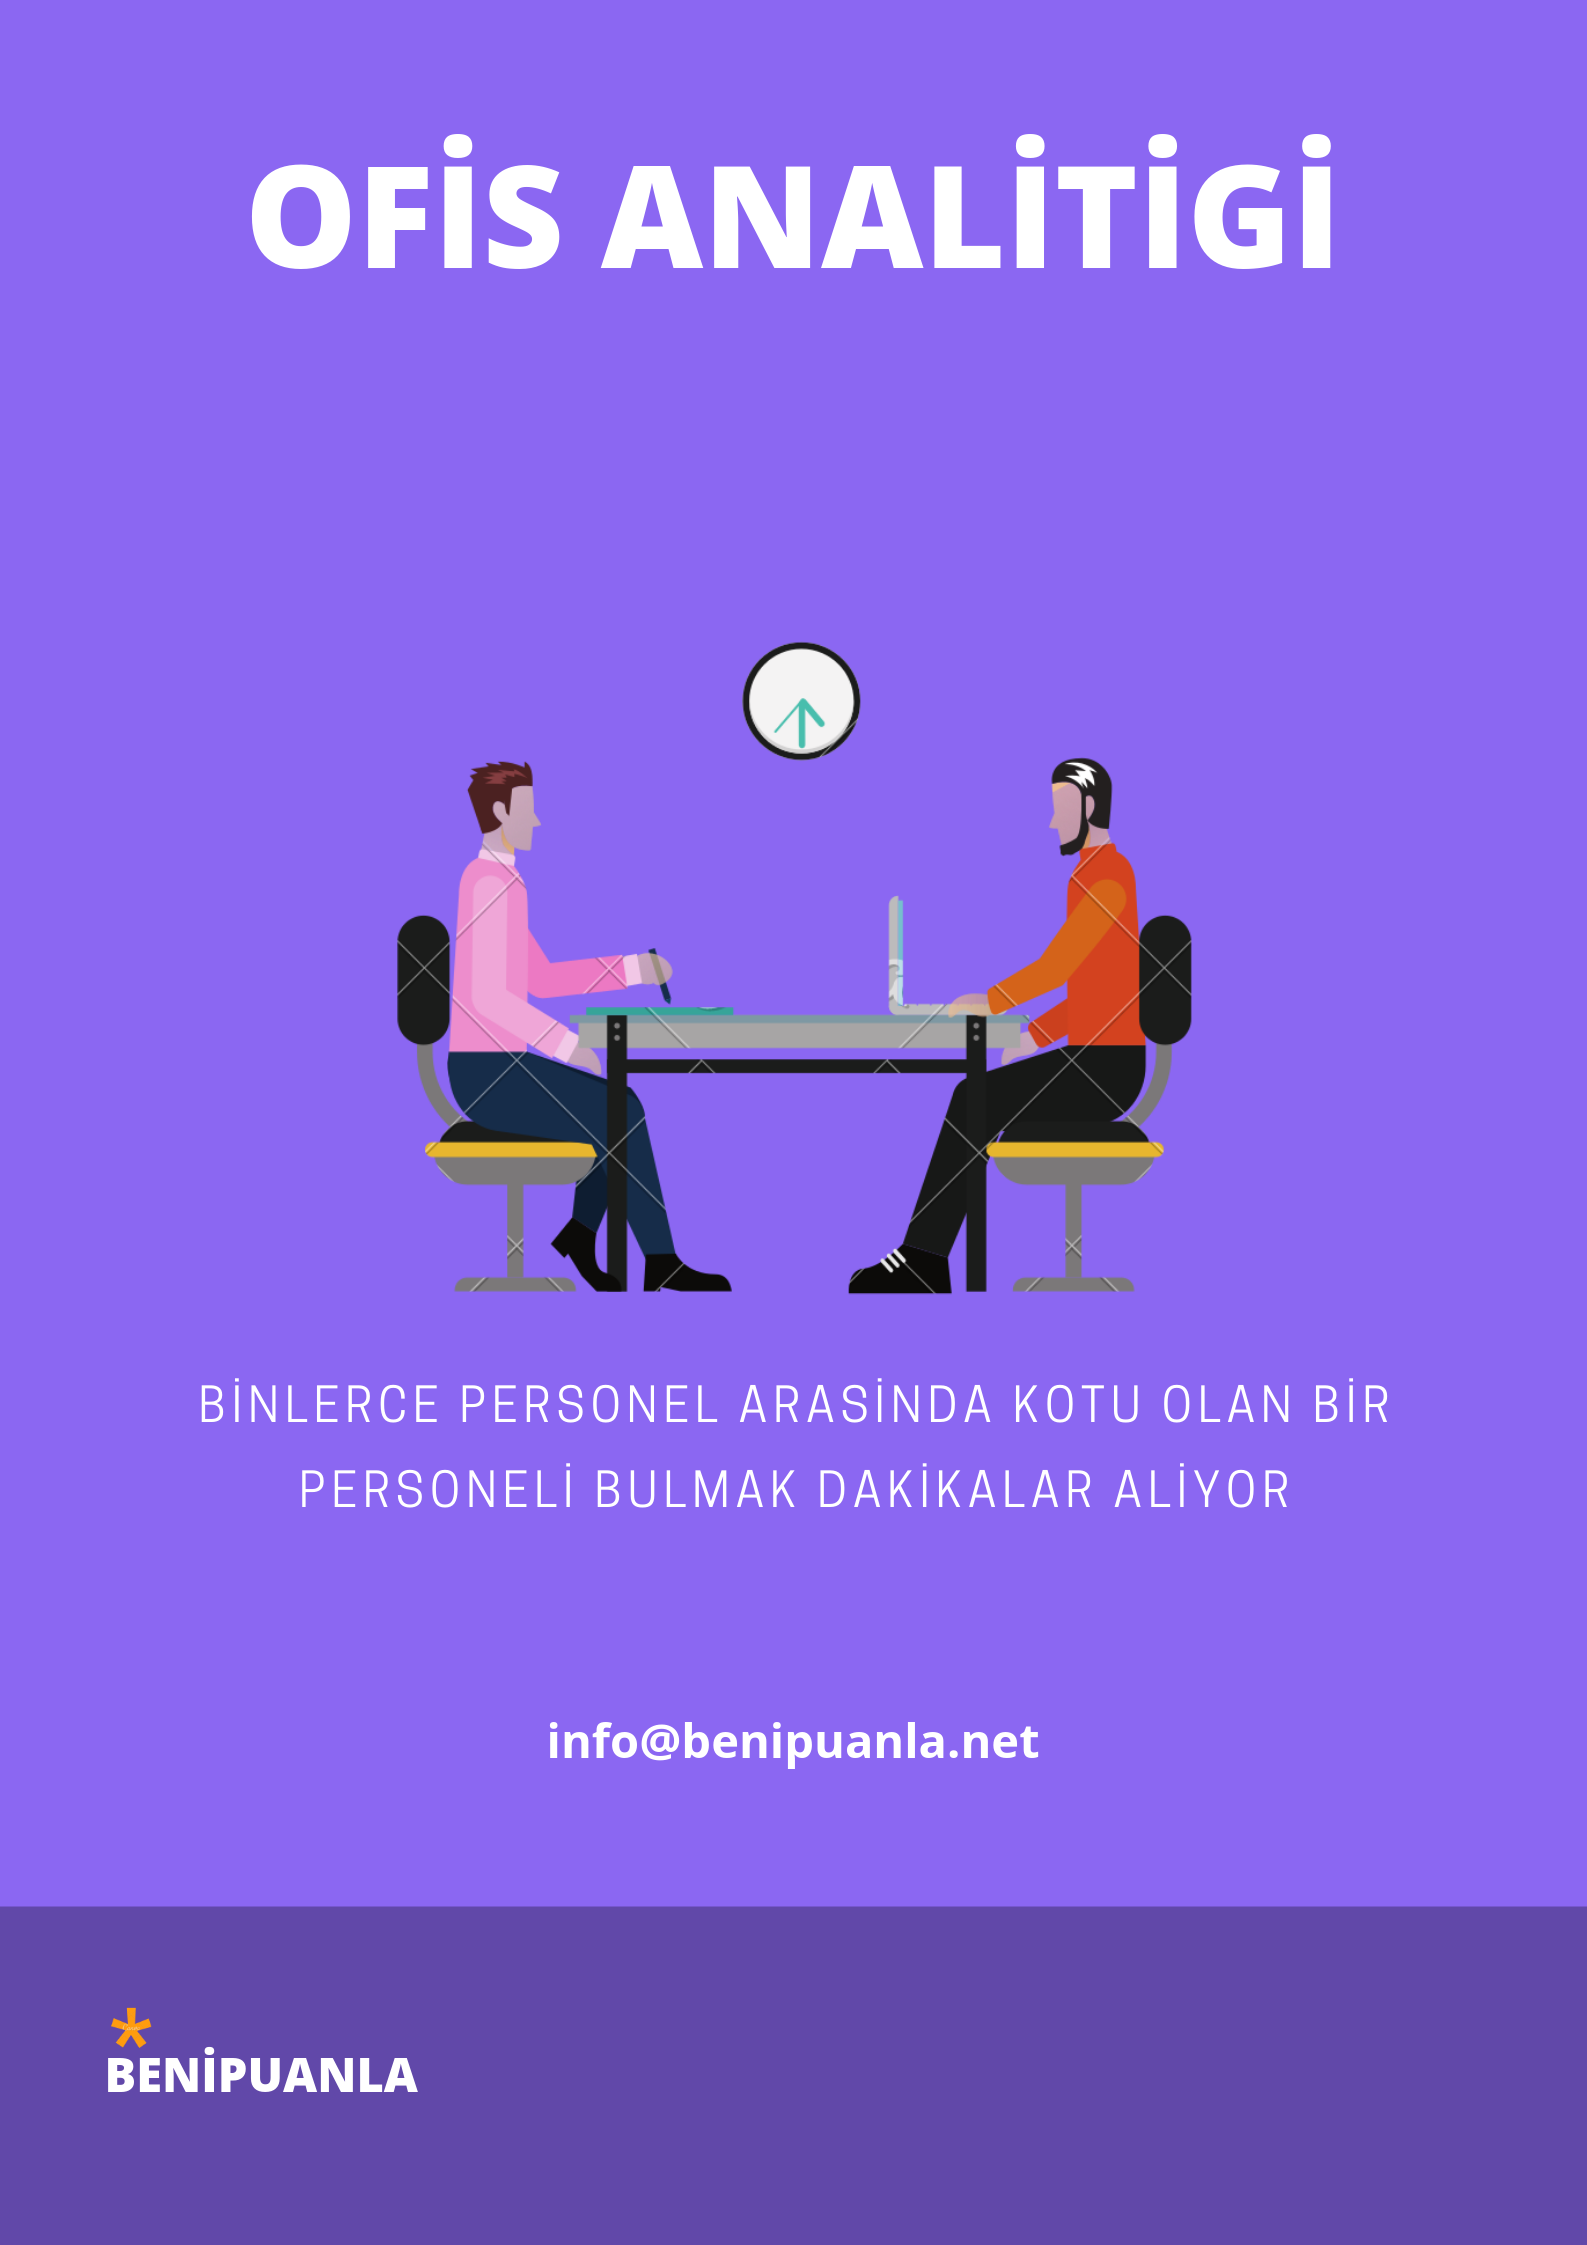 OFİS ANALİTİGİ
BİNLERCE PERSONEL ARASİNDA KOTU OLAN BİR
PERSONELİ BULMAK DAKİKALAR ALİYOR
info@benipuanla.net
*
BENİPUANLA